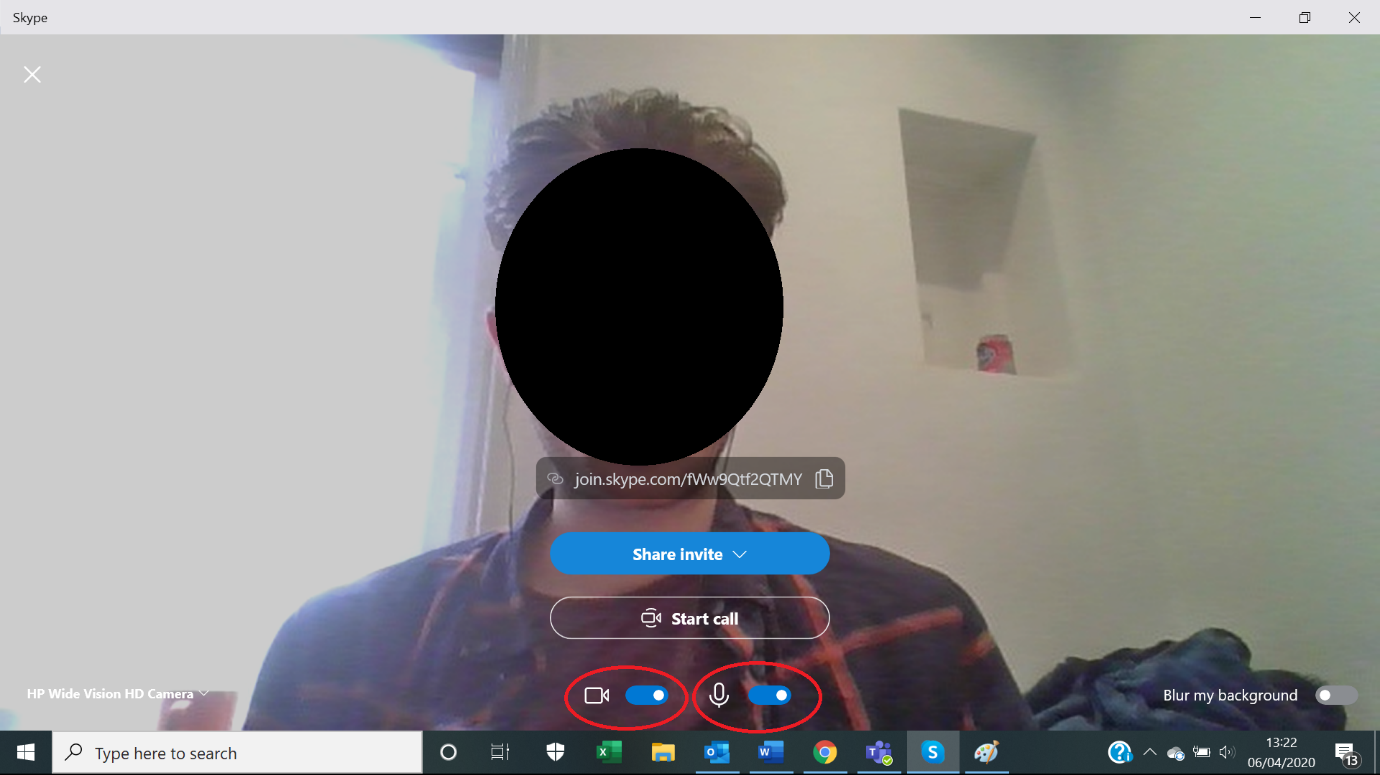 Skype
join.skype.com/fWw9Qtf2QTMY
Share invite
Start call
HP Wide Vision HD Camera
Blur my background
Type here to search
13:22
06/04/2020
13